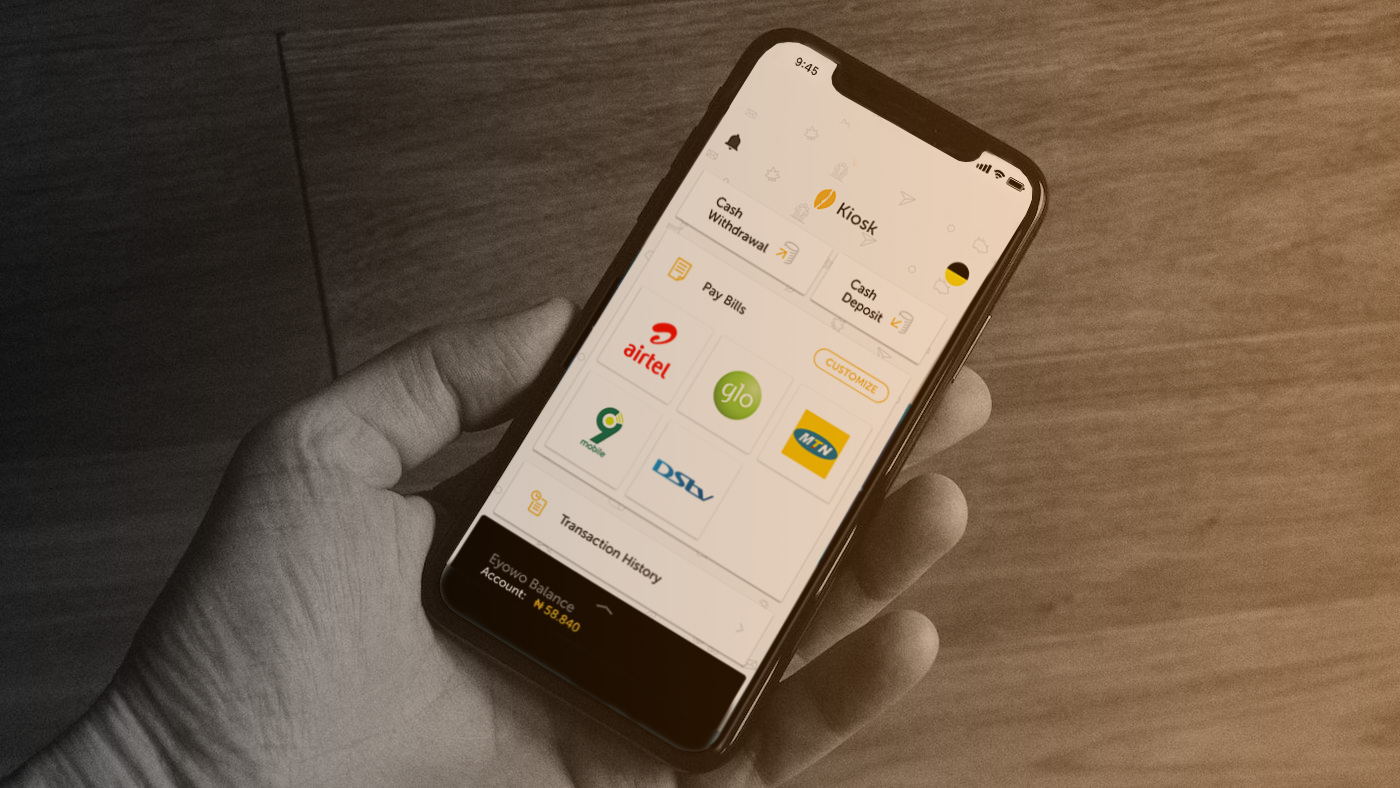 9:45
Kiosk
Cash
Withdrawal
Cash
Deposit
Pay Bills
CUSTOMIZE
airtel
glo
MTN
9
mobile
DStv
Transaction History
Eyowo Balance
Account: ₦ 58.840